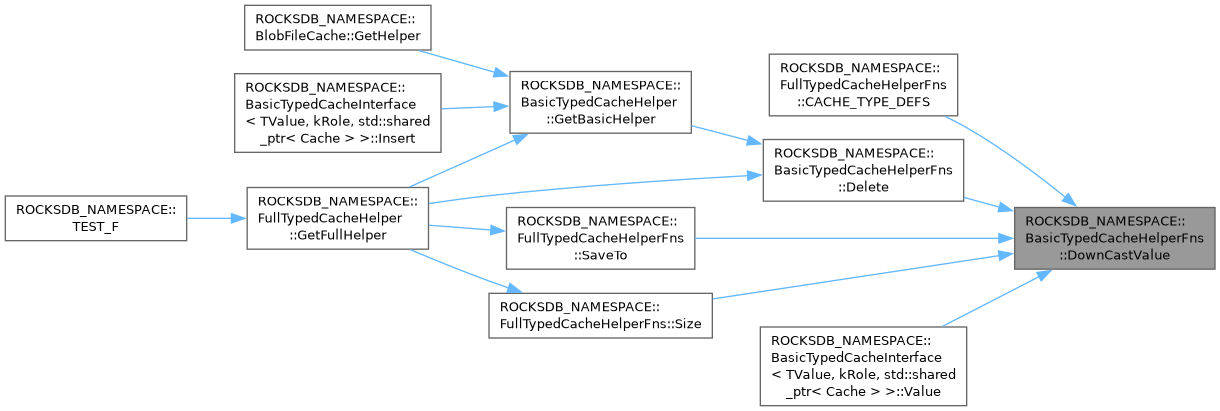 ROCKSDB_NAMESPACE::
BlobFileCache::GetHelper
ROCKSDB_NAMESPACE::
BasicTypedCacheInterface
< TValue, kRole, std::shared
_ptr< Cache > >::Insert
ROCKSDB_NAMESPACE::
BasicTypedCacheHelper
::GetBasicHelper
ROCKSDB_NAMESPACE::
FullTypedCacheHelperFns
::CACHE_TYPE_DEFS
ROCKSDB_NAMESPACE::
BasicTypedCacheHelperFns
::Delete
ROCKSDB_NAMESPACE::
TEST_F
ROCKSDB_NAMESPACE::
FullTypedCacheHelper
::GetFullHelper
ROCKSDB_NAMESPACE::
FullTypedCacheHelperFns
::SaveTo
ROCKSDB_NAMESPACE::
BasicTypedCacheHelperFns
::DownCastValue
ROCKSDB_NAMESPACE::
FullTypedCacheHelperFns::Size
ROCKSDB_NAMESPACE::
BasicTypedCacheInterface
< TValue, kRole, std::shared
_ptr< Cache > >::Value